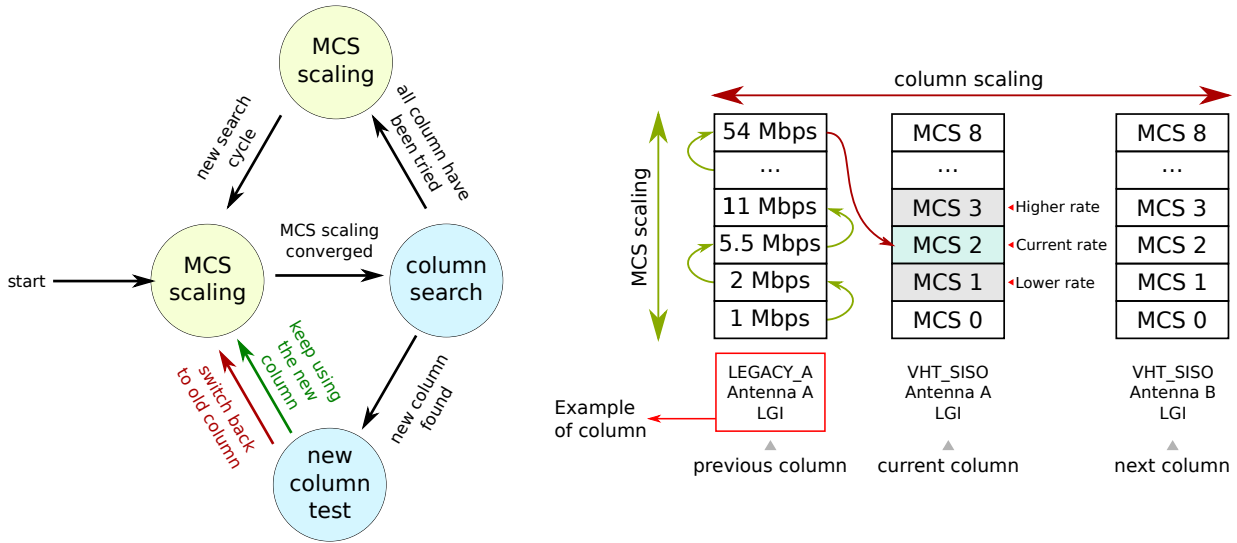 MCS
scaling
new search
cycle
all column have
been tried
start
MCS
scaling
MCS scaling
converged
column
search
keep using
the new
column
switch back
to old column
new column
found
new
column
test
column scaling
MCS scaling
54 Mbps
...
11 Mbps
5.5 Mbps
2 Mbps
1 Mbps
LEGACY_A
Antenna A
LGI
Example
of column
previous column
MCS 8
...
MCS 3
MCS 2
MCS 1
MCS 0
Higher rate
Current rate
Lower rate
VHT_SISO
Antenna A
LGI
current column
MCS 8
...
MCS 3
MCS 2
MCS 1
MCS 0
VHT_SISO
Antenna B
LGI
next column